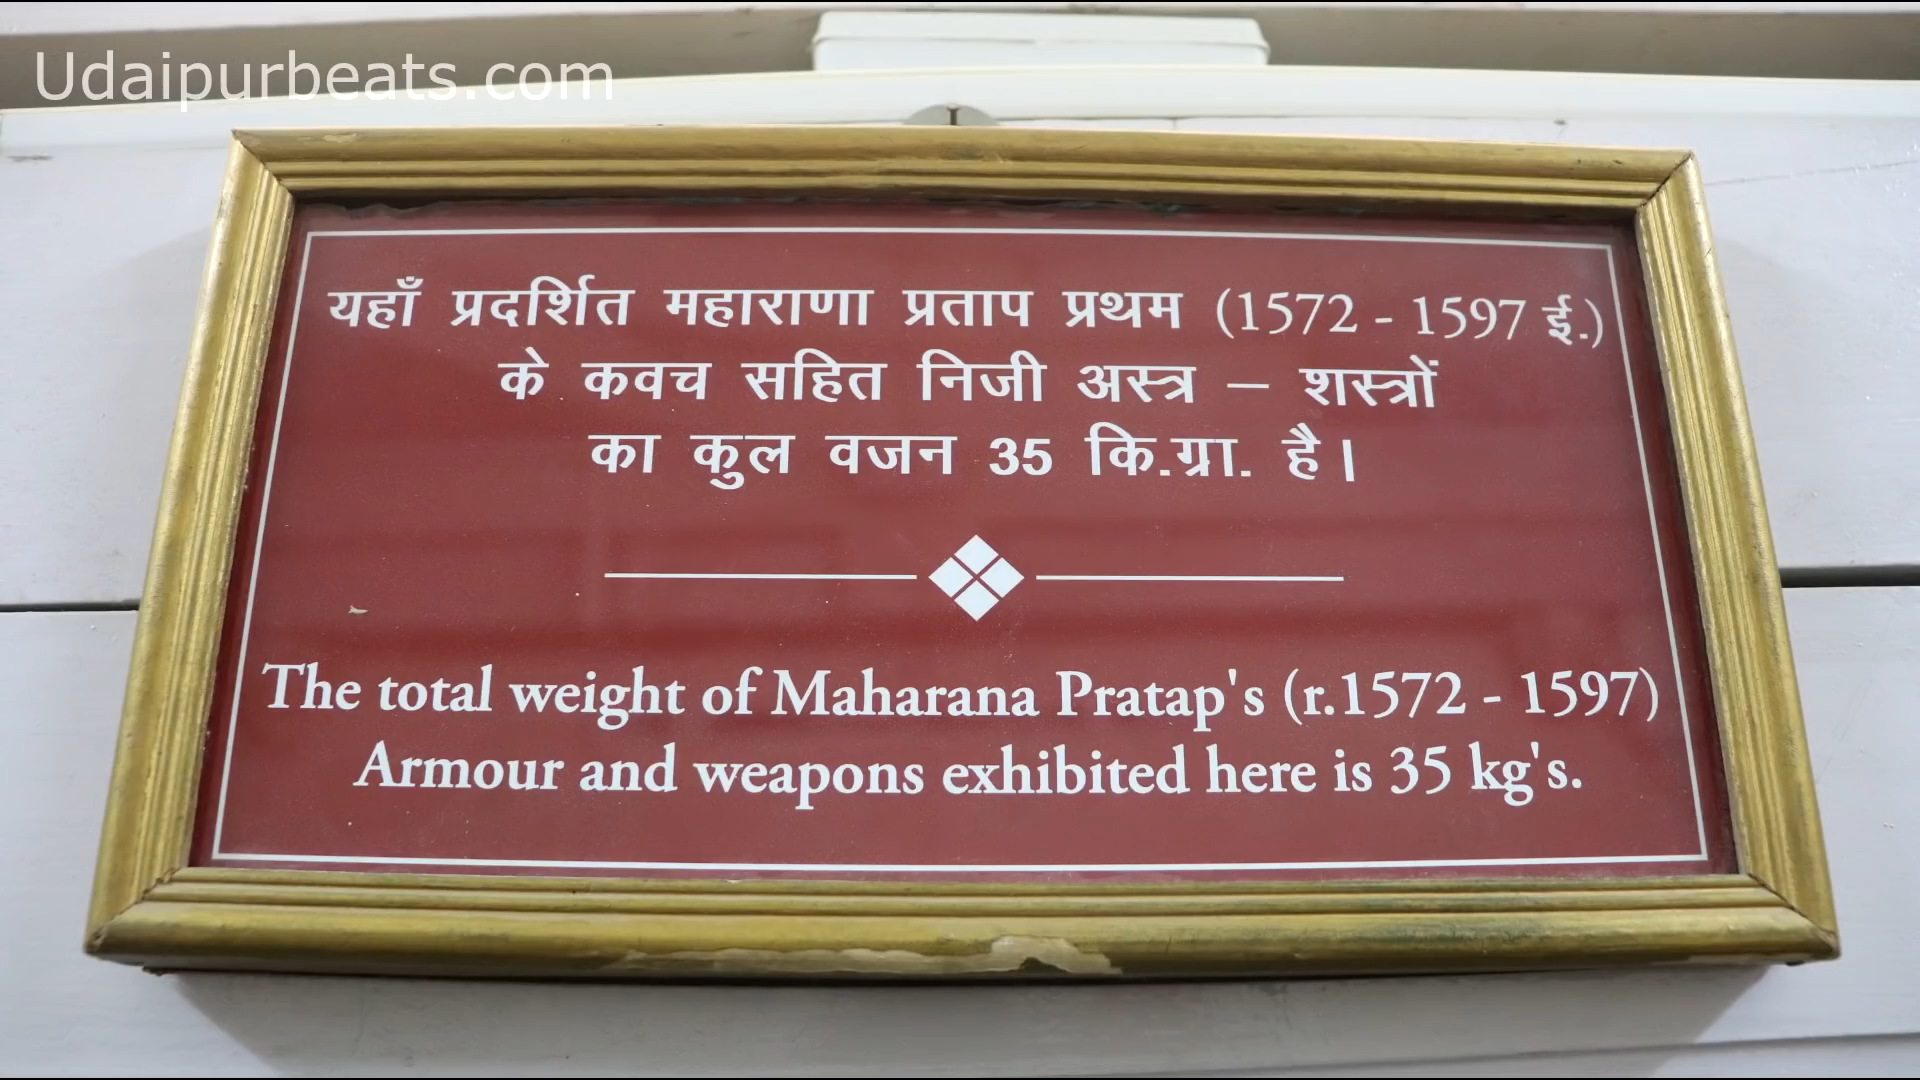 Udaipurbeats.com
यहाँ प्रदर्शित महाराणा प्रताप प्रथम (1572 - 1597 ई.)
के कवच सहित निजी अस्त्र – शस्त्रों
का कुल वजन 35 कि.ग्रा. है।
The total weight of Maharana Pratap's (r.1572 - 1597)
Armour and weapons exhibited here is 35 kg's.